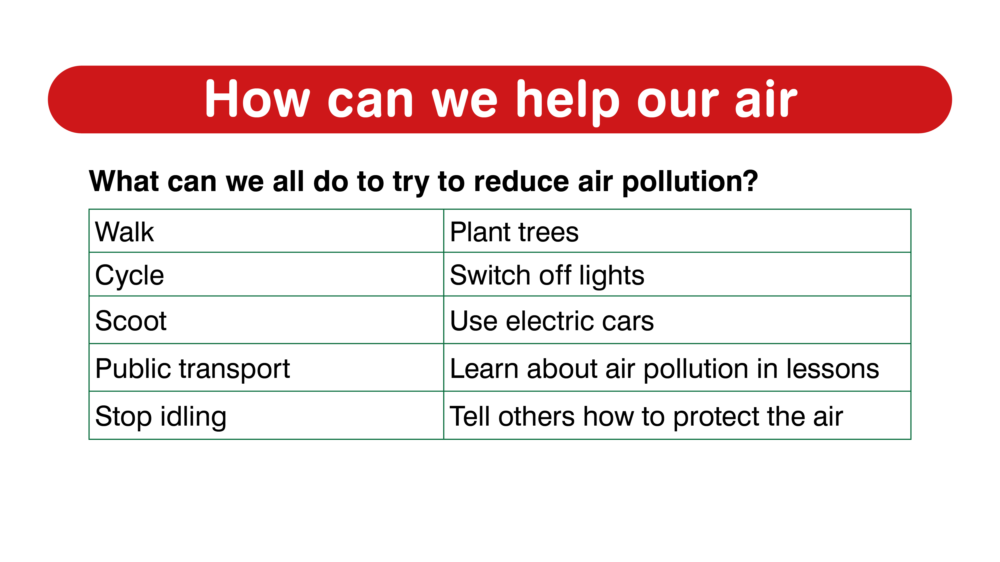 How can we help our air
What can we all do to try to reduce air pollution?
Walk
Plant trees
Cycle
Switch off lights
Scoot
Use electric cars
Public transport
Learn about air pollution in lessons
Stop idling
Tell others how to protect the air